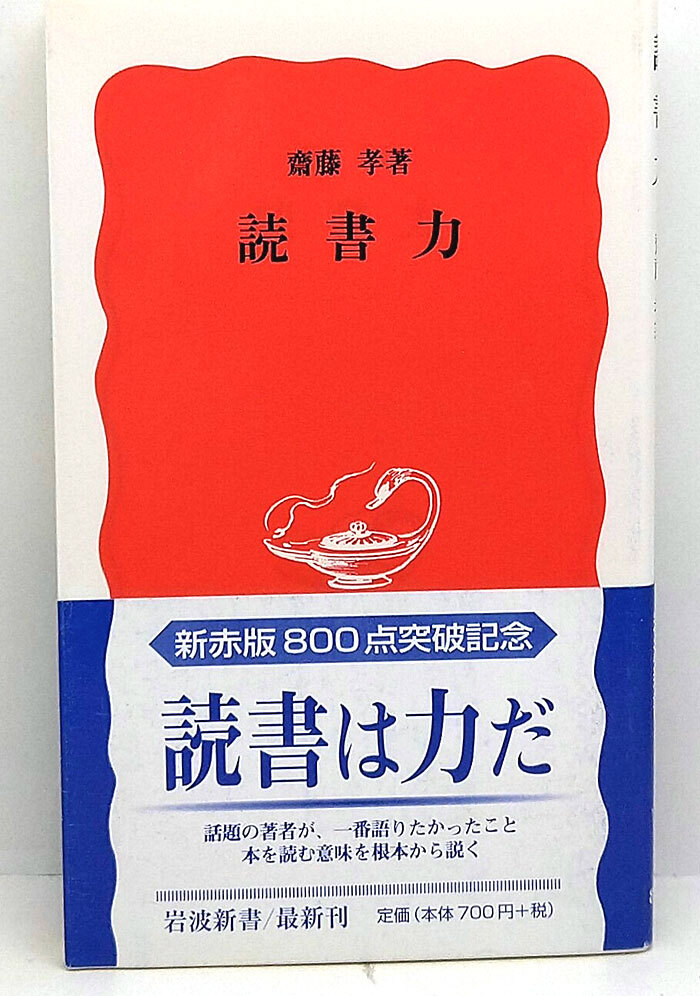 齋藤 孝著
読書力
新赤版800点突破記念
読書は力だ
話題の著者が、一番語りたかったこと
本を読む意味を根本から説く
岩波新書/最新刊 定価(本体700円+税)